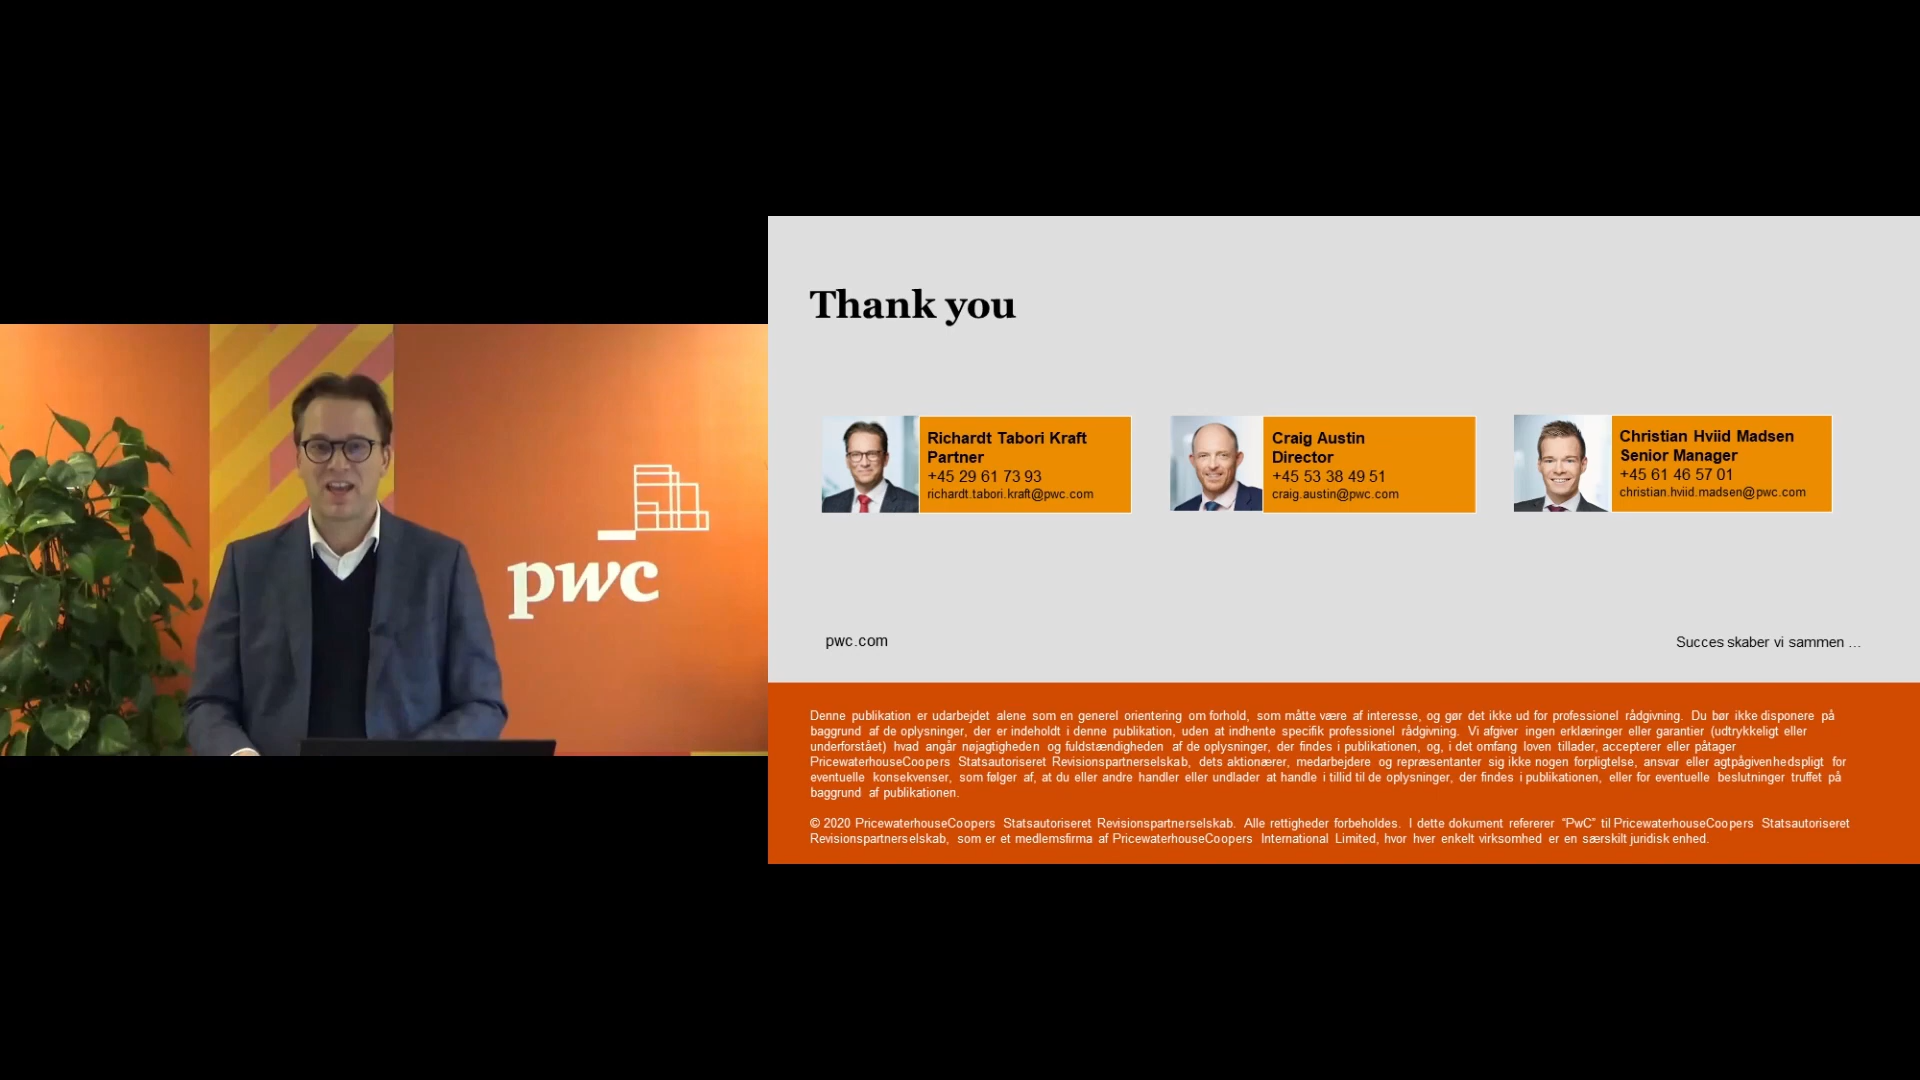 pwc
Thank you
Richardt Tabori Kraft
Partner
+45 29 61 73 93
richardt.tabori.kraft@pwc.com
Craig Austin
Director
+45 53 38 49 51
craig.austin@pwc.com
Christian Hviid Madsen
Senior Manager
+45 61 46 57 01
christian.hviid.madsen@pwc.com
pwc.com
Succes skaber vi sammen …
Denne publikation er udarbejdet alene som en generel orientering om forhold, som måtte være af interesse, og gør det ikke ud for professionel rådgivning. Du bør ikke disponere på
baggrund af de oplysninger, der er indeholdt i denne publikation, uden at indhente specifik professionel rådgivning. Vi afgiver ingen erklæringer eller garantier (udtrykkeligt eller
underforstået) hvad angår nøjagtigheden og fuldstændigheden af de oplysninger, der findes i publikationen, og, i det omfang loven tillader, accepterer eller påtager
PricewaterhouseCoopers Statsautoriseret Revisionspartnerselskab, dets aktionærer, medarbejdere og repræsentanter sig ikke nogen forpligtelse, ansvar eller agtpågivenhedspligt for
eventuelle konsekvenser, som følger af, at du eller andre handler eller undlader at handle i tillid til de oplysninger, der findes i publikationen, eller for eventuelle beslutninger truffet på
baggrund af publikationen.
© 2020 PricewaterhouseCoopers Statsautoriseret Revisionspartnerselskab. Alle rettigheder forbeholdes. I dette dokument refererer “PwC” til PricewaterhouseCoopers Statsautoriseret
Revisionspartnerselskab, som er et medlemsfirma af PricewaterhouseCoopers International Limited, hvor hver enkelt virksomhed er en særskilt juridisk enhed.